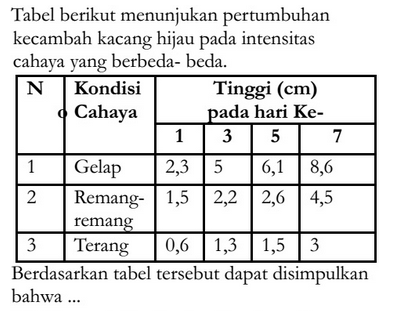 Tabel berikut menunjukan pertumbuhan
kecambah kacang hijau pada intensitas
cahaya yang berbeda- beda.
N Kondisi Tinggi (cm)
o Cahaya pada hari Ke-
1 3 5 7
1 Gelap 2,3 5 6,1 8,6
2 Remang- 1,5 2,2 2,6 4,5
remang
3 Terang 0,6 1,3 1,5 3
Berdasarkan tabel tersebut dapat disimpulkan
bahwa ...